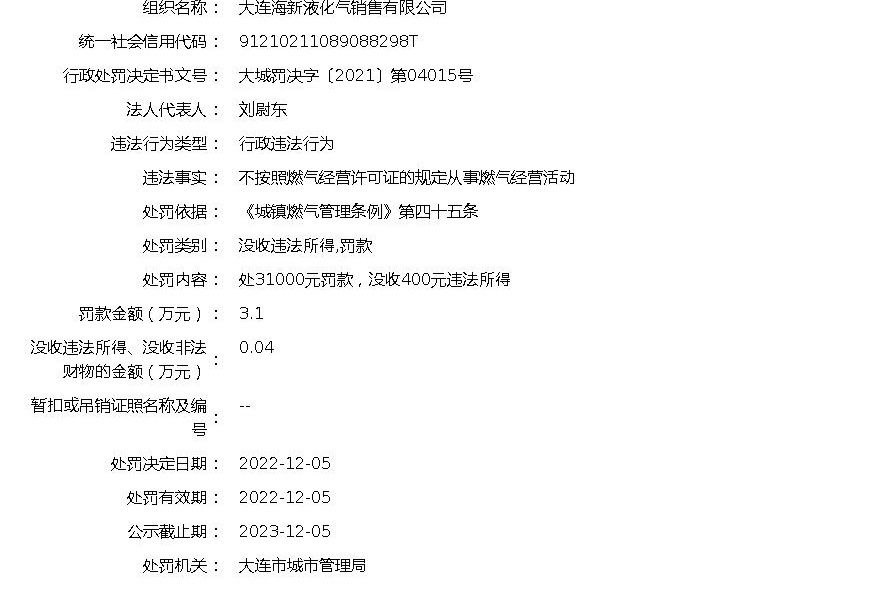 组织名称： 大连海新液化气销售有限公司
统一社会信用代码： 91210211089088298T
行政处罚决定书文号： 大城罚决字〔2021〕第04015号
法人代表人： 刘尉东
违法行为类型： 行政违法行为
违法事实： 不按照燃气经营许可证的规定从事燃气经营活动
处罚依据： 《城镇燃气管理条例》第四十五条
处罚类别： 没收违法所得,罚款
处罚内容： 处31000元罚款，没收400元违法所得
罚款金额（万元）： 3.1
没收违法所得、没收非法
财物的金额（万元）： 0.04
暂扣或吊销证照名称及编
号： --
处罚决定日期： 2022-12-05
处罚有效期： 2022-12-05
公示截止期： 2023-12-05
处罚机关： 大连市城市管理局